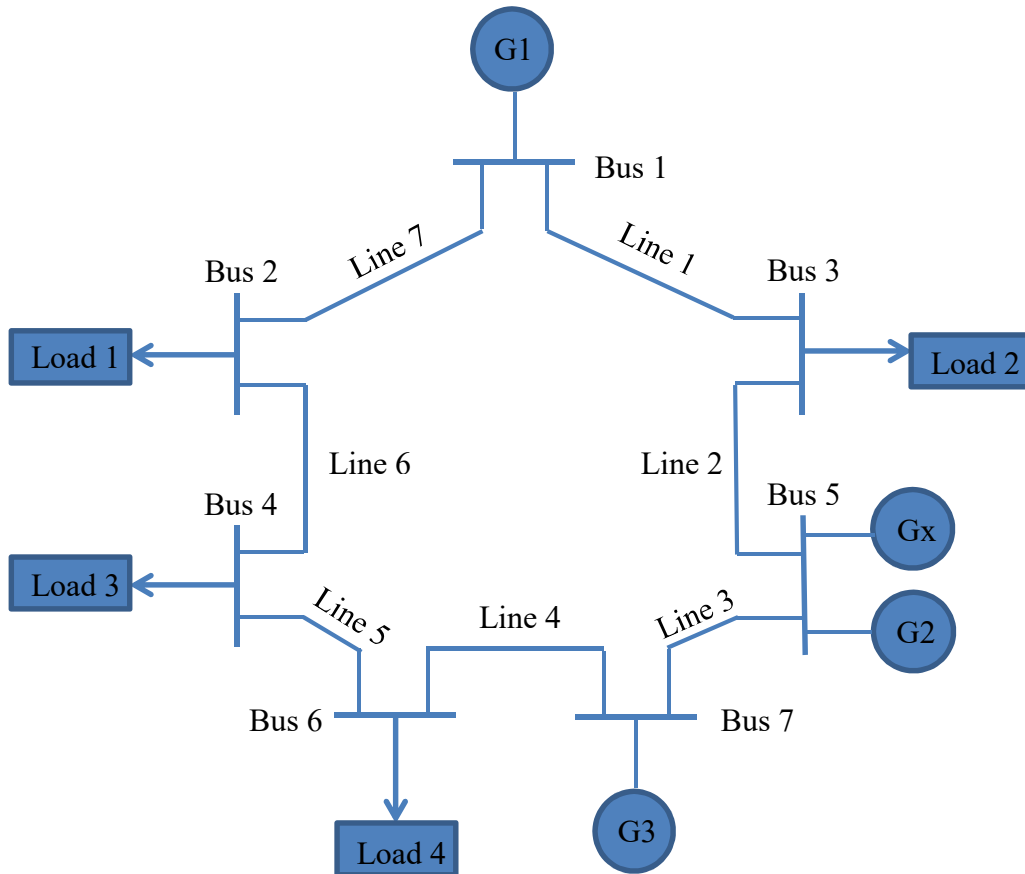 G1
Bus 1
Line 7
Line 1
Bus 2
Bus 3
Load 1
Load 2
Line 6
Line 2
Bus 4
Bus 5
Gx
Load 3
Line 5
Line 4
Line 3
G2
Bus 6
Bus 7
G3
Load 4